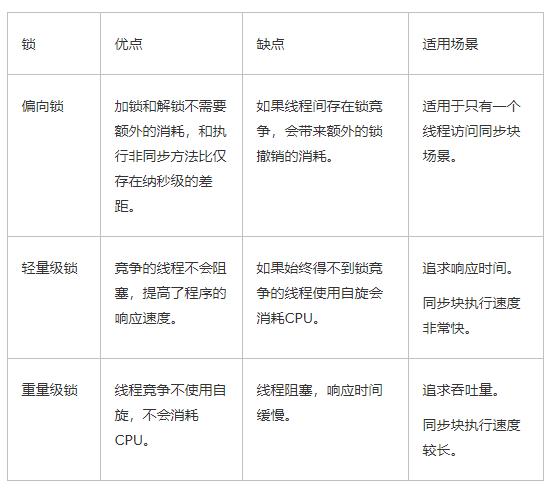 锁
优点
缺点
适用场景
偏向锁
加锁和解锁不需要
额外的消耗，和执
行非同步方法比仅
存在纳秒级的差
距。
如果线程间存在锁竞
争，会带来额外的锁
撤销的消耗。
适用于只有一个
线程访问同步块
场景。
轻量级锁
竞争的线程不会阻
塞，提高了程序的
响应速度。
如果始终得不到锁竞
争的线程使用自旋会
消耗CPU。
追求响应时间。
同步块执行速度
非常快。
重量级锁
线程竞争不使用自
旋，不会消耗
CPU。
线程阻塞，响应时间
缓慢。
追求吞吐量。
同步块执行速度
较长。